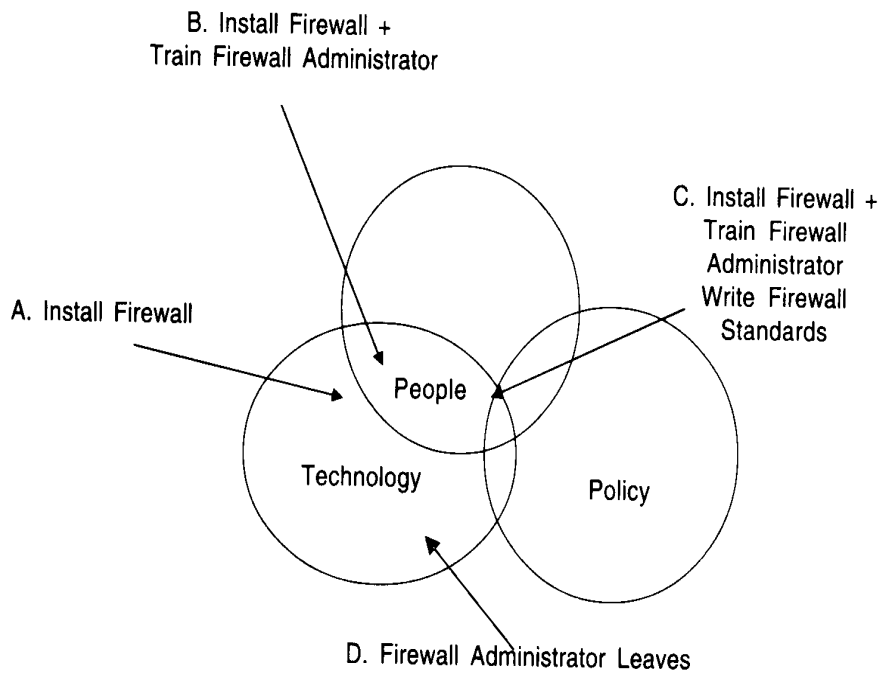 B. Install Firewall +
Train Firewall Administrator
C. Install Firewall +
Train Firewall
Administrator
Write Firewall
Standards
A. Install Firewall
People
Technology
Policy
D. Firewall Administrator Leaves